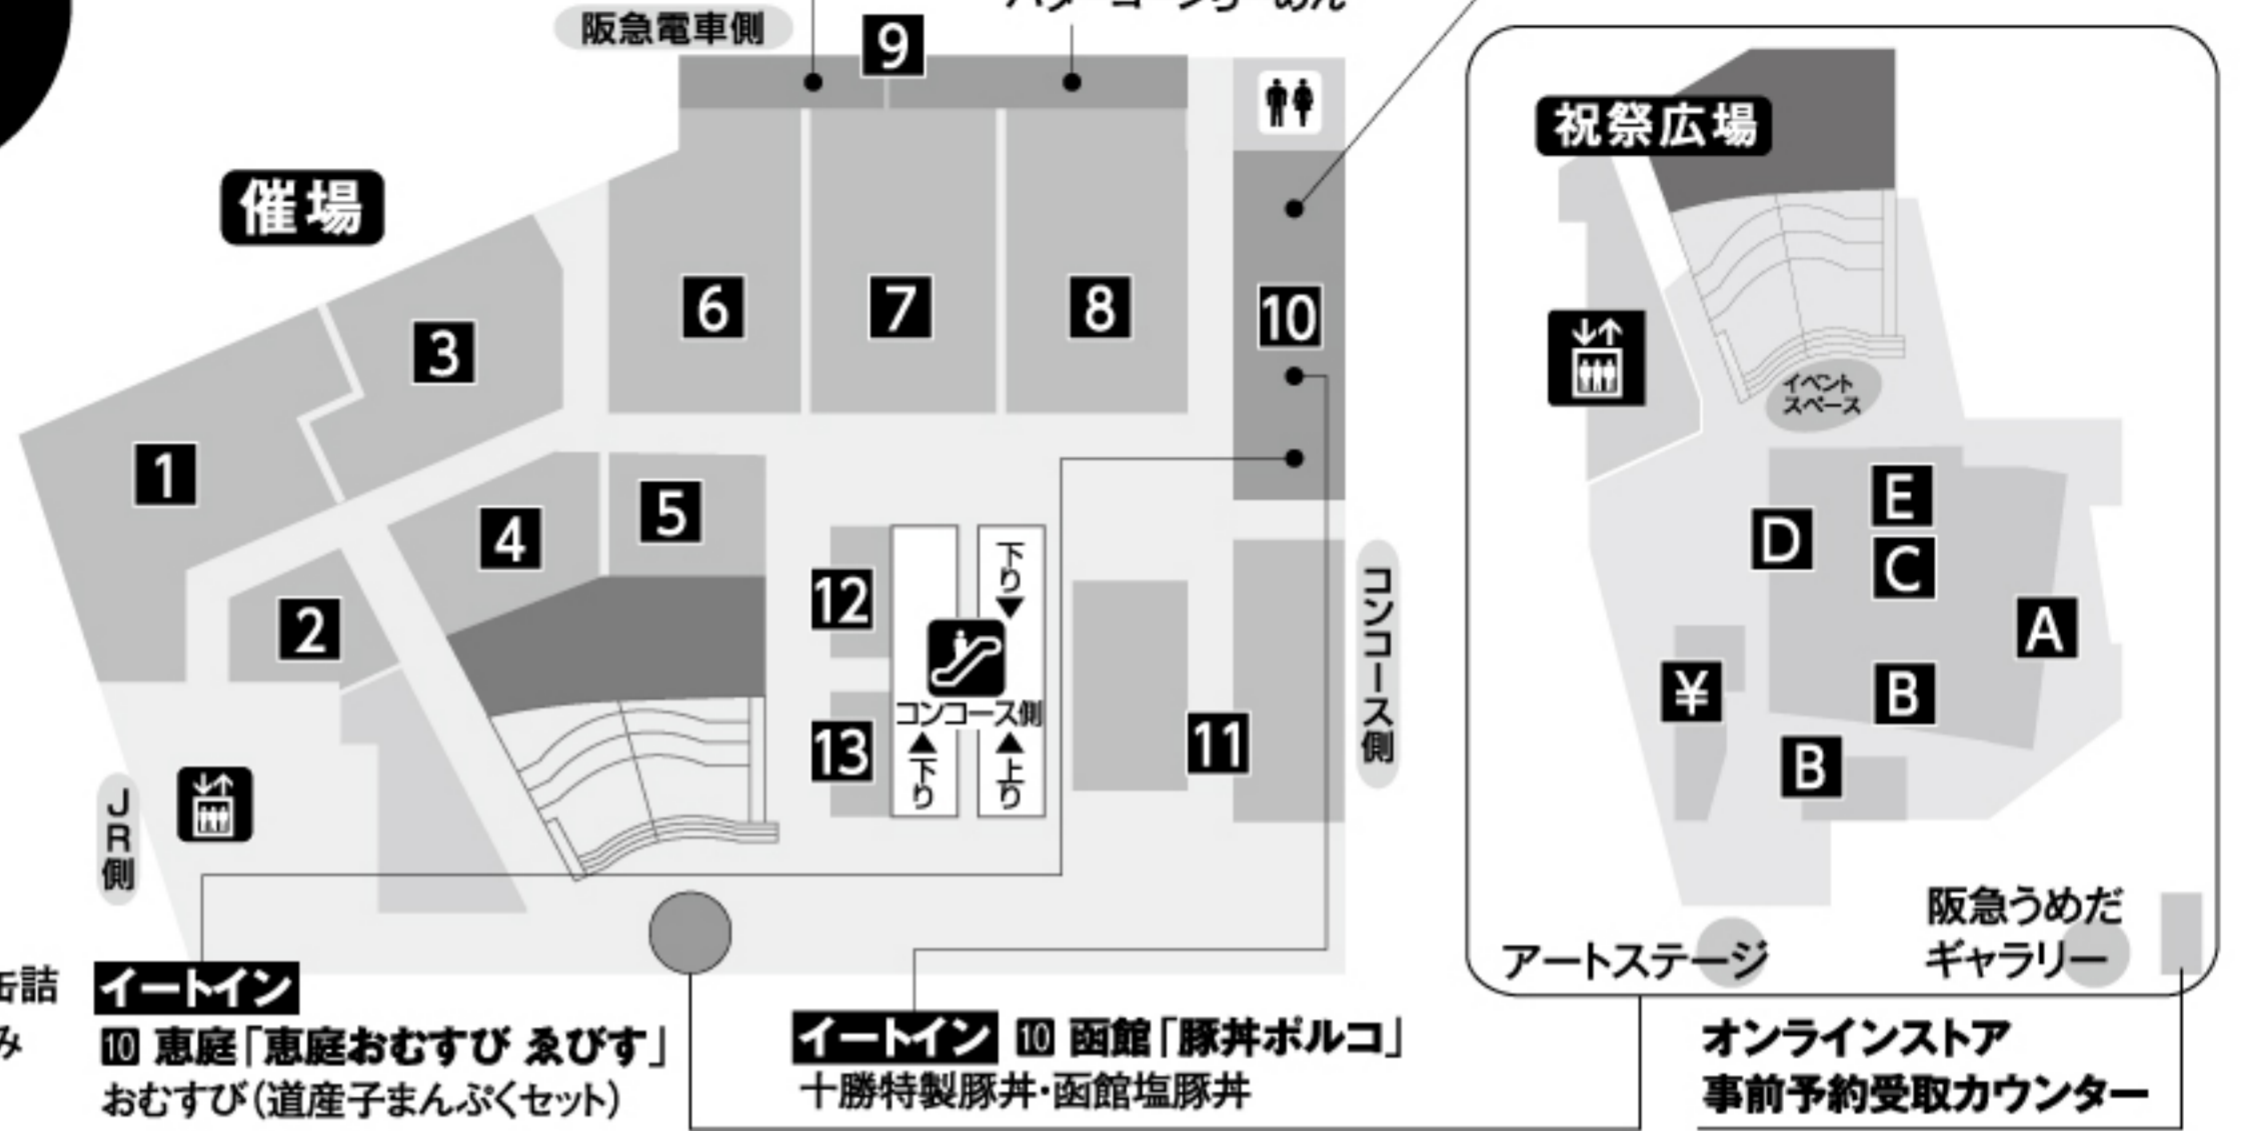 阪急電車側
9
催場
祝祭広場
6
7
8
10
3
イベント
スペース
1
4
5
下り
12
コンコース側
2
コンコース側
13
下り
上り
11
JR側
E
D
C
A
¥
B
B
アートステージ
阪急うめだ
ギャラリー
缶詰
み
イートイン
10 恵庭「恵庭おむすび ゑびす」
おむすび(道産子まんぷくセット)
イートイン 10 函館「豚丼ポルコ」
十勝特製豚丼・函館塩豚丼
オンラインストア
事前予約受取カウンター